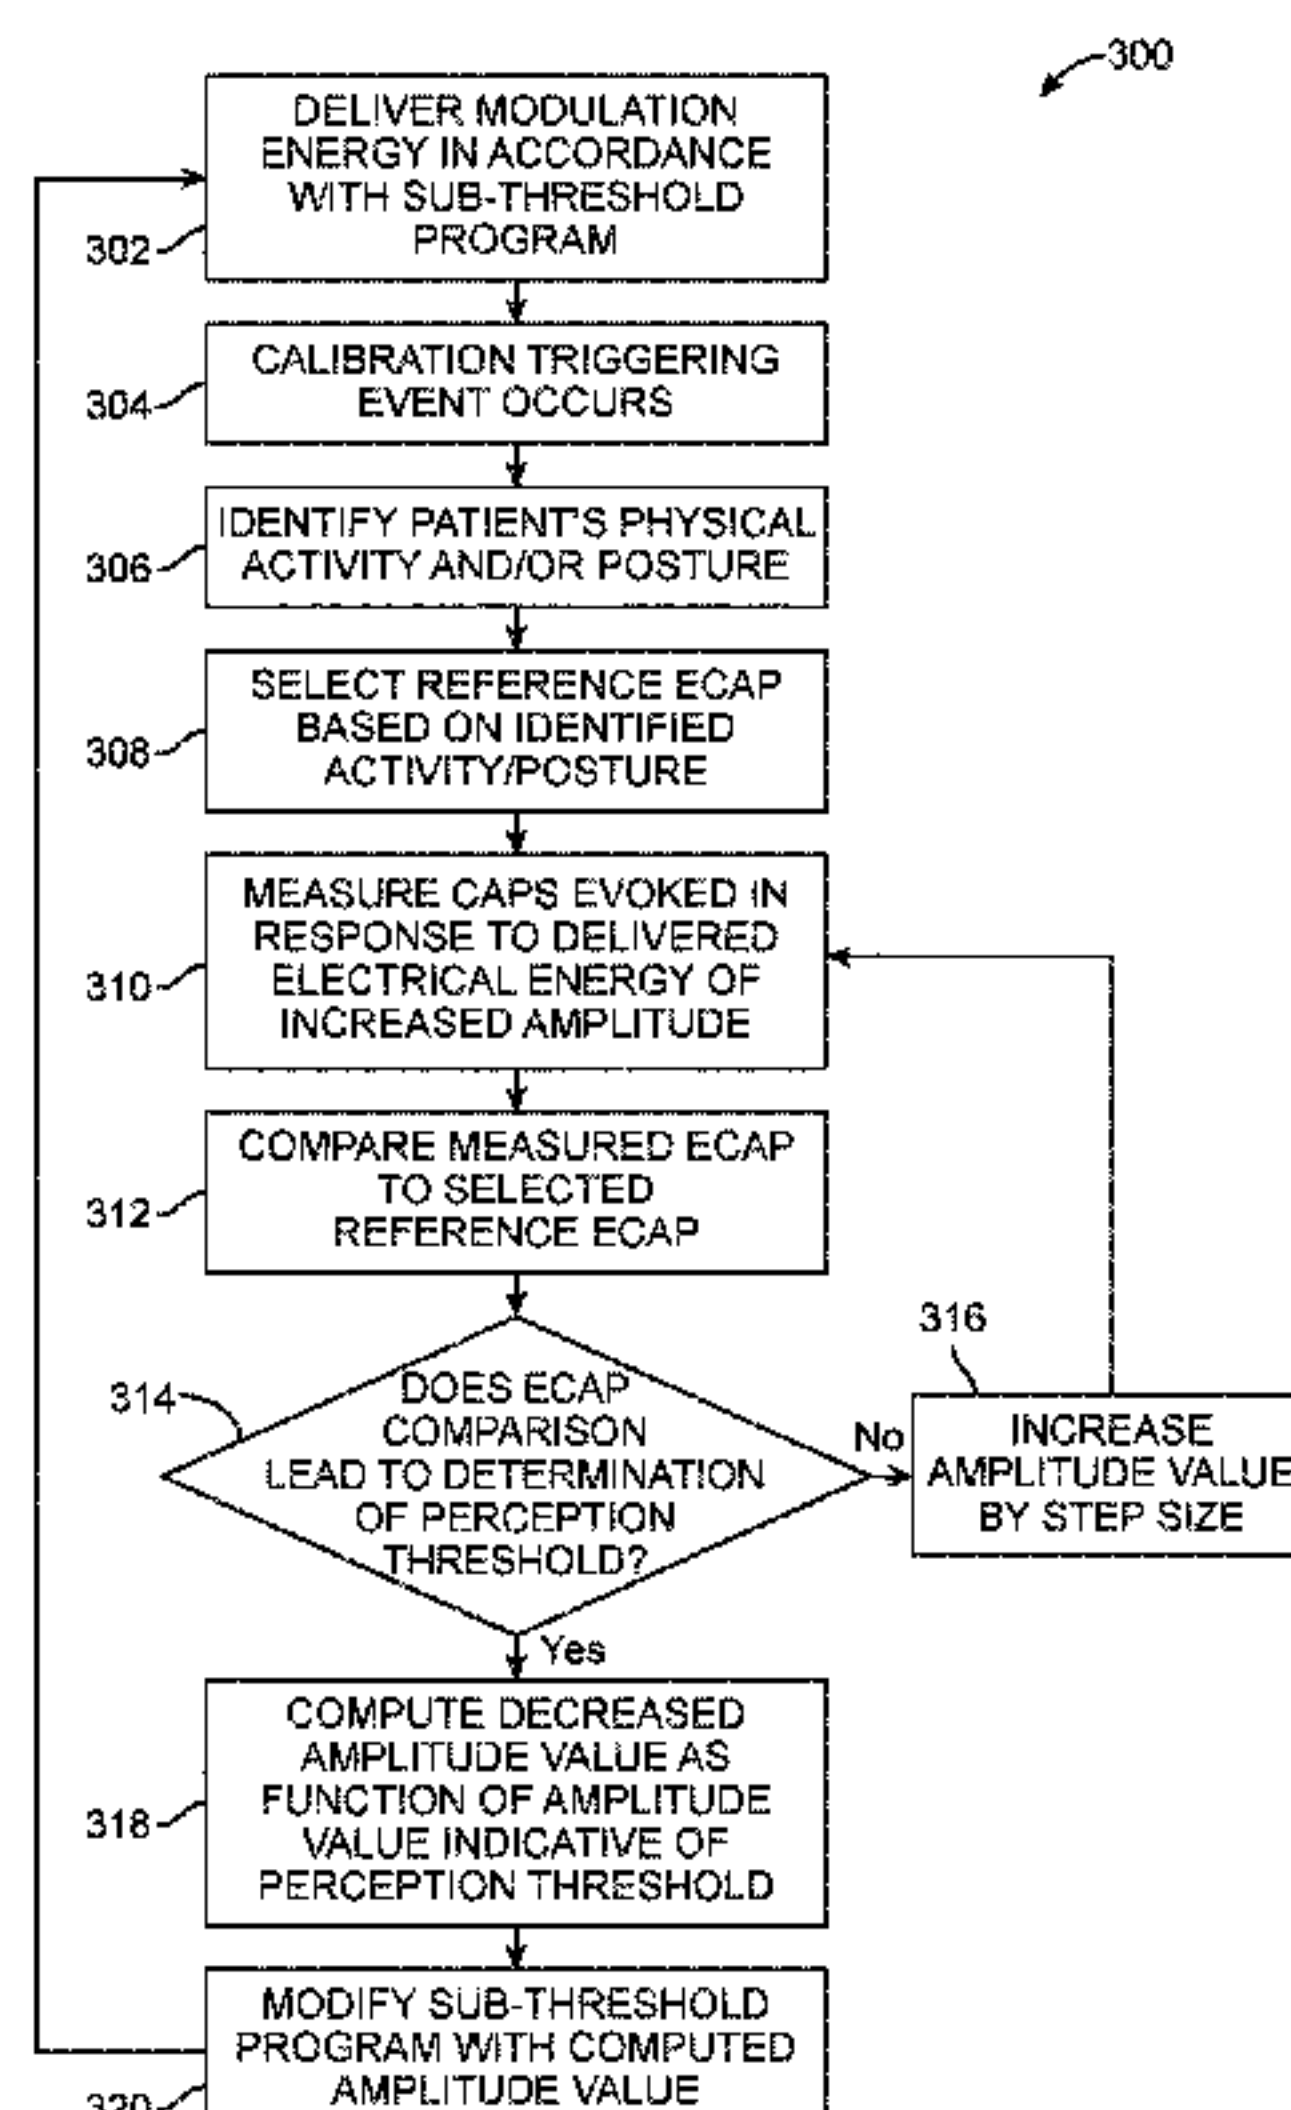 300
DELIVER MODULATION
ENERGY IN ACCORDANCE
WITH SUB-THRESHOLD
PROGRAM
302
CALIBRATION TRIGGERING
EVENT OCCURS
304
IDENTIFY PATIENT'S PHYSICAL
ACTIVITY AND/OR POSTURE
306
SELECT REFERENCE ECAP
BASED ON IDENTIFIED
ACTIVITY/POSTURE
308
MEASURE CAPS EVOKED IN
RESPONSE TO DELIVERED
ELECTRICAL ENERGY OF
INCREASED AMPLITUDE
310
COMPARE MEASURED ECAP
TO SELECTED
REFERENCE ECAP
312
314
DOES ECAP
COMPARISON
LEAD TO DETERMINATION
OF PERCEPTION
THRESHOLD?
No
316
INCREASE
AMPLITUDE VALUE
BY STEP SIZE
Yes
COMPUTE DECREASED
AMPLITUDE VALUE AS
FUNCTION OF AMPLITUDE
VALUE INDICATIVE OF
PERCEPTION THRESHOLD
318
MODIFY SUB-THRESHOLD
PROGRAM WITH COMPUTED
AMPLITUDE VALUE
320